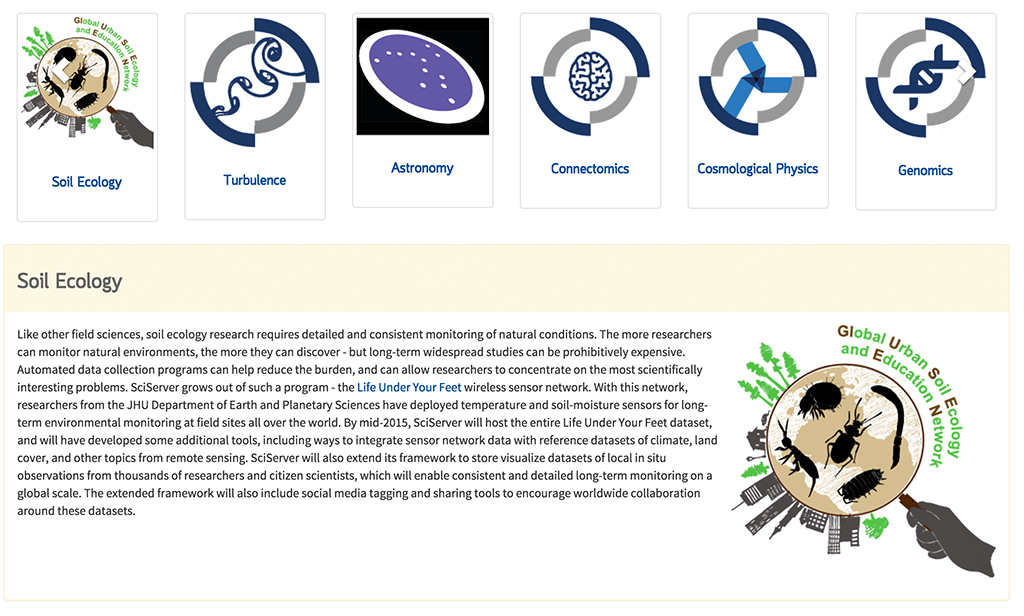 Global Urban Soil Ecology
and Education Network
Soil Ecology
Turbulence
Astronomy
Connectomics
Cosmological Physics
Genomics
Soil Ecology
Like other field sciences, soil ecology research requires detailed and consistent monitoring of natural conditions. The more researchers
can monitor natural environments, the more they can discover - but long-term widespread studies can be prohibitively expensive.
Automated data collection programs can help reduce the burden, and can allow researchers to concentrate on the most scientifically
interesting problems. SciServer grows out of such a program - the Life Under Your Feet wireless sensor network. With this network,
researchers from the JHU Department of Earth and Planetary Sciences have deployed temperature and soil-moisture sensors for long-
term environmental monitoring at field sites all over the world. By mid-2015, SciServer will host the entire Life Under Your Feet dataset,
and will have developed some additional tools, including ways to integrate sensor network data with reference datasets of climate, land
cover, and other topics from remote sensing. SciServer will also extend its framework to store visualize datasets of local in situ
observations from thousands of researchers and citizen scientists, which will enable consistent and detailed long-term monitoring on a
global scale. The extended framework will also include social media tagging and sharing tools to encourage worldwide collaboration
around these datasets.
Global Urban Soil Ecology
and Education Network